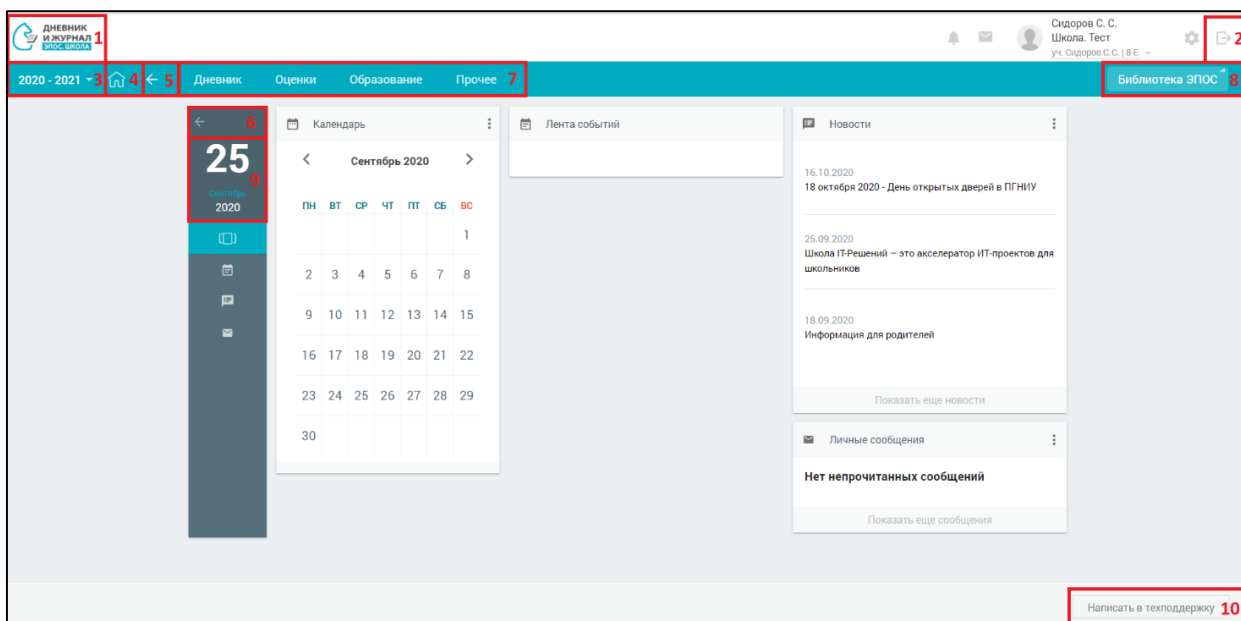 ДНЕВНИК
И ЖУРНАЛ 1
ЭПОС.ШКОЛА
Сидоров С. С.
Школа. Тест
уч. Сидоров С.С. | 8-Е
2
2020 - 2021 3 4 5 Дневник Оценки Образование Прочее 7 Библиотека ЭПОС 8
6
25
9
Сентябрь
2020
Календарь
Сентябрь 2020
ПН ВТ СР ЧТ ПТ СБ ВС
1
2 3 4 5 6 7 8
9 10 11 12 13 14 15
16 17 18 19 20 21 22
23 24 25 26 27 28 29
30
Лента событий
Новости
16.10.2020
18 октября 2020 - День открытых дверей в ПГНИУ
25.09.2020
Школа IT-Решений – это акселератор ИТ-проектов для
школьников
18.09.2020
Информация для родителей
Показать еще новости
Личные сообщения
Нет непрочитанных сообщений
Показать еще сообщения
Написать в техподдержку 10